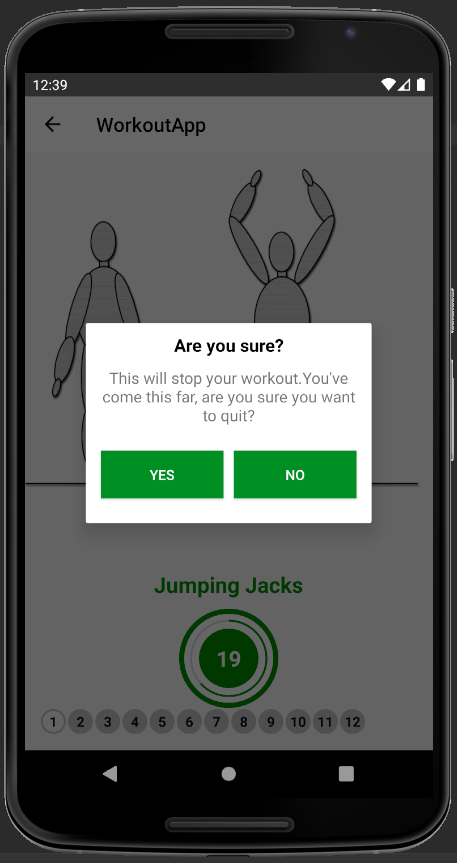 12:39
WorkoutApp
Are you sure?
This will stop your workout.You've
come this far, are you sure you want
to quit?
YES NO
Jumping Jacks
19
1 2 3 4 5 6 7 8 9 10 11 12